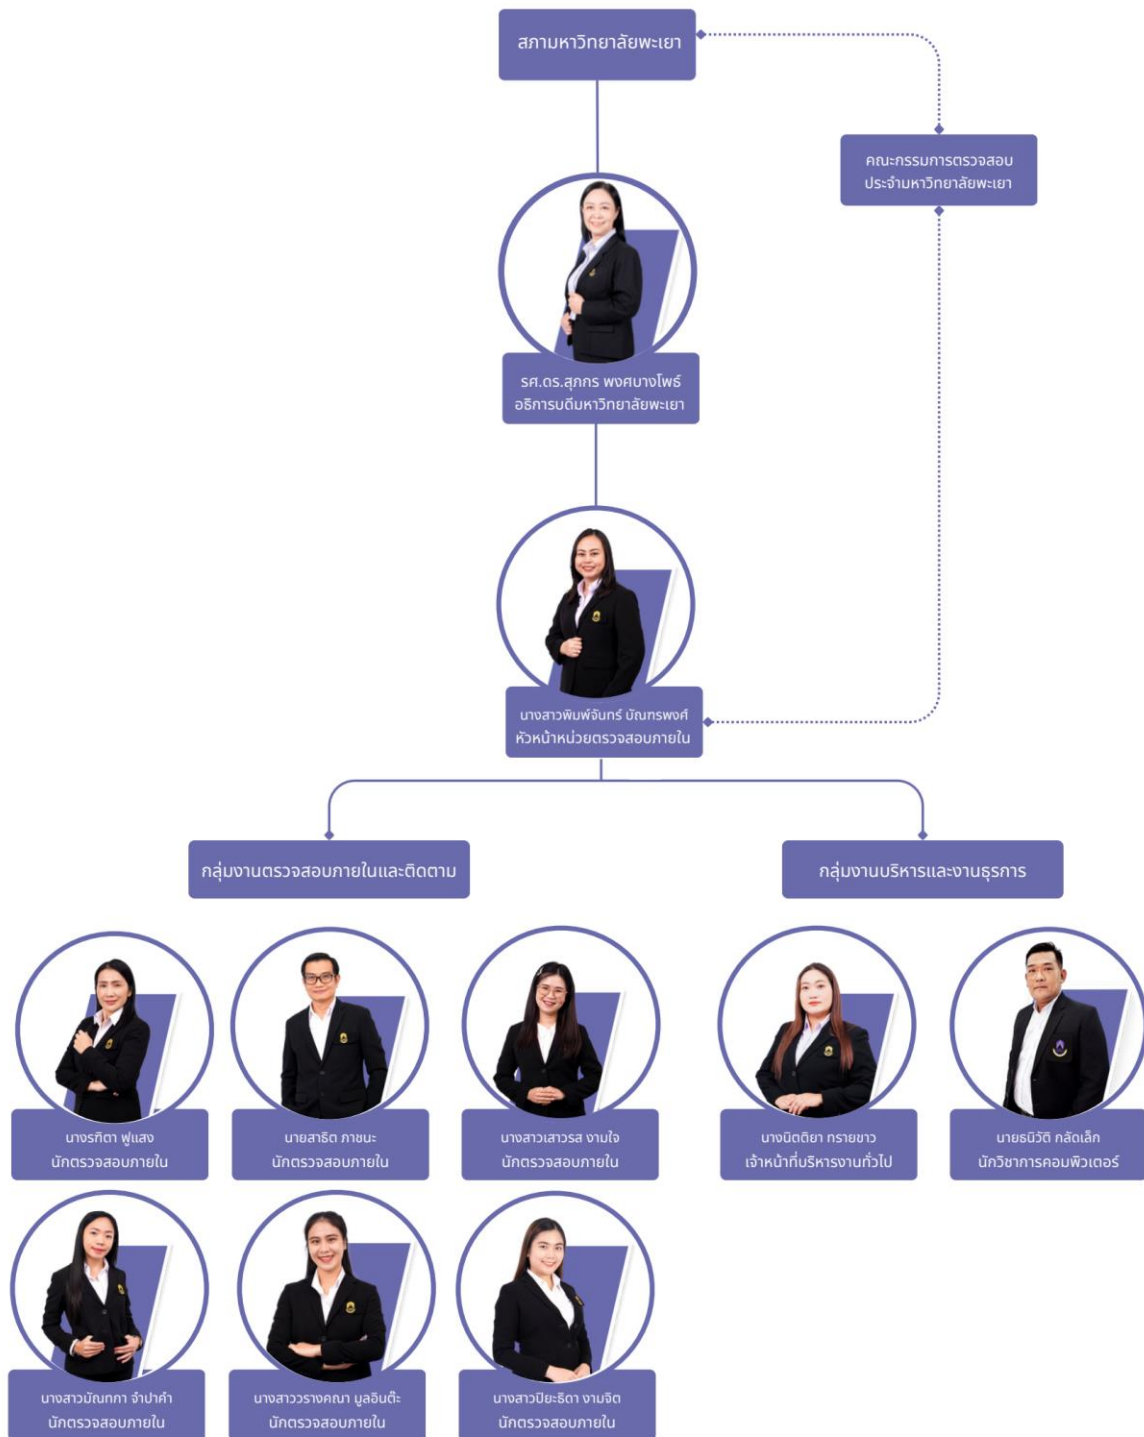 สภามหาวิทยาลัยพะเยา
คณะกรรมการตรวจสอบ
ประจำมหาวิทยาลัยพะเยา
รศ.ดร.สุภกร พงศบางโพธิ์
อธิการบดีมหาวิทยาลัยพะเยา
นางสาวพิมพ์จันทร์ บัณฑรพงศ์
หัวหน้าหน่วยตรวจสอบภายใน
กลุ่มงานตรวจสอบภายในและติดตาม
กลุ่มงานบริหารและงานธุรการ
นางรฑิตา ฟูแสง
นักตรวจสอบภายใน
นายสาธิต ภาชนะ
นักตรวจสอบภายใน
นางสาวเสาวรส งามใจ
นักตรวจสอบภายใน
นางนิตติยา ทรายขาว
เจ้าหน้าที่บริหารงานทั่วไป
นายธนิวัติ กลัดเล็ก
นักวิชาการคอมพิวเตอร์
นางสาวมัณฑกา จำปาคำ
นักตรวจสอบภายใน
นางสาววรางคณา มูลอินต๊ะ
นักตรวจสอบภายใน
นางสาวปิยะธิดา งามจิต
นักตรวจสอบภายใน